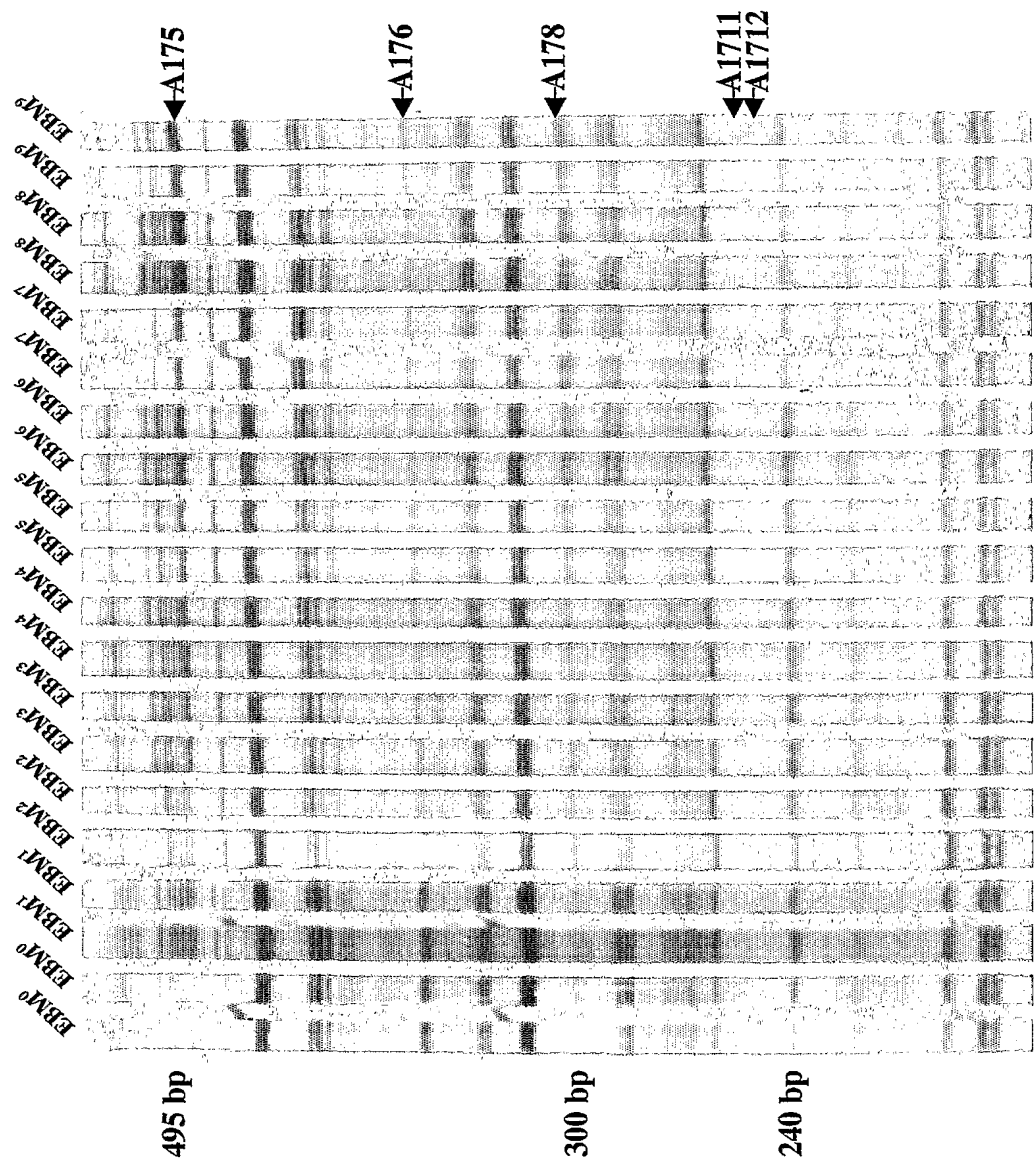 EBM⁰
EBM⁰
EBM¹
EBM¹
EBM²
EBM²
EBM³
EBM³
EBM⁴
EBM⁴
EBM⁵
EBM⁵
EBM⁶
EBM⁶
EBM⁷
EBM⁷
EBM⁸
EBM⁸
EBM⁹
EBM⁹
495 bp
300 bp
240 bp
A175
A176
A178
A1711
A1712